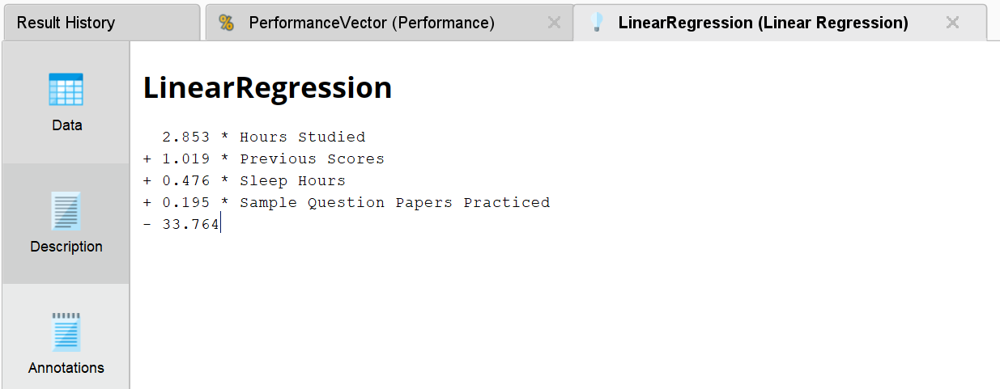 Result History
PerformanceVector (Performance)
LinearRegression (Linear Regression)
Data
Description
Annotations
LinearRegression
2.853 * Hours Studied
+ 1.019 * Previous Scores
+ 0.476 * Sleep Hours
+ 0.195 * Sample Question Papers Practiced
- 33.764